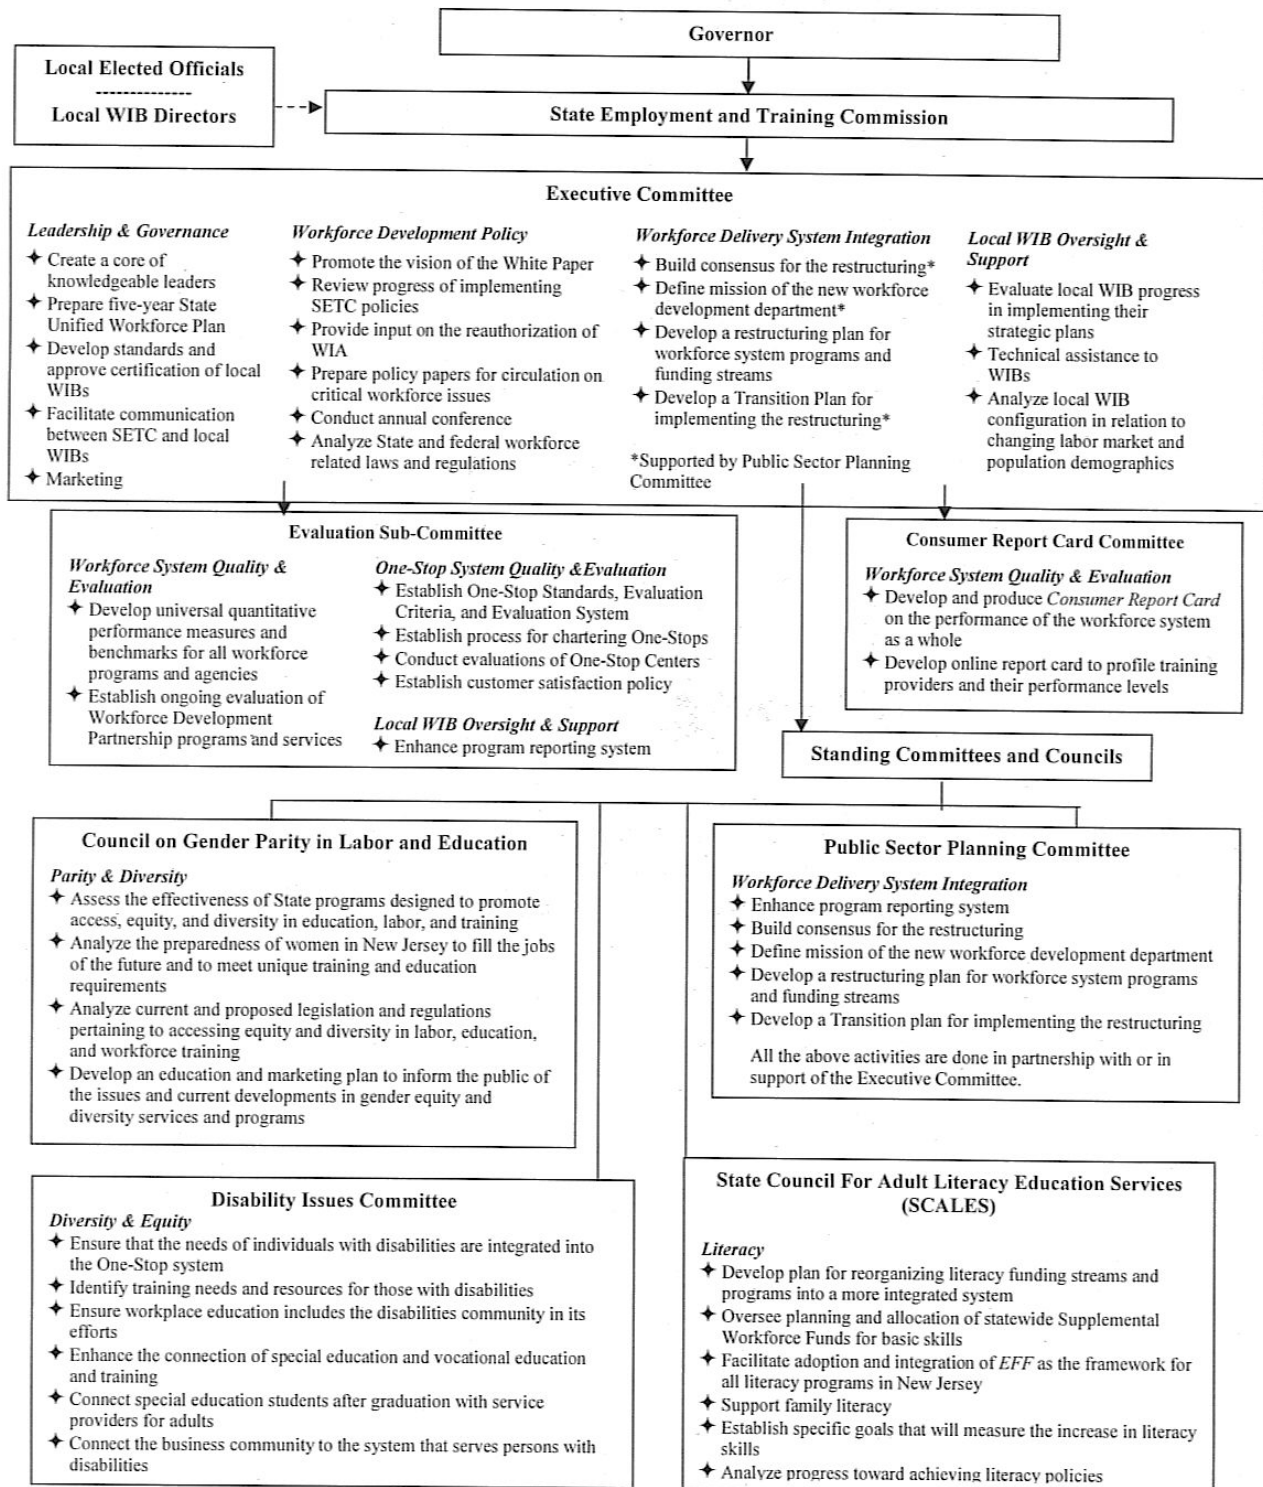 Governor
Local Elected Officials
--------------
Local WIB Directors
State Employment and Training Commission
Executive Committee
Leadership & Governance
✦ Create a core of
knowledgeable leaders
✦ Prepare five-year State
Unified Workforce Plan
✦ Develop standards and
approve certification of local
WIBs
✦ Facilitate communication
between SETC and local
WIBs
✦ Marketing
Workforce Development Policy
✦ Promote the vision of the White Paper
✦ Review progress of implementing
SETC policies
✦ Provide input on the reauthorization of
WIA
✦ Prepare policy papers for circulation on
critical workforce issues
✦ Conduct annual conference
✦ Analyze State and federal workforce
related laws and regulations
Workforce Delivery System Integration
✦ Build consensus for the restructuring*
✦ Define mission of the new workforce
development department*
✦ Develop a restructuring plan for
workforce system programs and
funding streams
✦ Develop a Transition Plan for
implementing the restructuring*
*Supported by Public Sector Planning
Committee
Local WIB Oversight &
Support
✦ Evaluate local WIB progress
in implementing their
strategic plans
✦ Technical assistance to
WIBs
✦ Analyze local WIB
configuration in relation to
changing labor market and
population demographics
Evaluation Sub-Committee
Workforce System Quality &
Evaluation
✦ Develop universal quantitative
performance measures and
benchmarks for all workforce
programs and agencies
✦ Establish ongoing evaluation of
Workforce Development
Partnership programs and services
One-Stop System Quality &Evaluation
✦ Establish One-Stop Standards, Evaluation
Criteria, and Evaluation System
✦ Establish process for chartering One-Stops
✦ Conduct evaluations of One-Stop Centers
✦ Establish customer satisfaction policy
Local WIB Oversight & Support
✦ Enhance program reporting system
Consumer Report Card Committee
Workforce System Quality & Evaluation
✦ Develop and produce Consumer Report Card
on the performance of the workforce system
as a whole
✦ Develop online report card to profile training
providers and their performance levels
Standing Committees and Councils
Council on Gender Parity in Labor and Education
Parity & Diversity
✦ Assess the effectiveness of State programs designed to promote
access, equity, and diversity in education, labor, and training
✦ Analyze the preparedness of women in New Jersey to fill the jobs
of the future and to meet unique training and education
requirements
✦ Analyze current and proposed legislation and regulations
pertaining to accessing equity and diversity in labor, education,
and workforce training
✦ Develop an education and marketing plan to inform the public of
the issues and current developments in gender equity and
diversity services and programs
Public Sector Planning Committee
Workforce Delivery System Integration
✦ Enhance program reporting system
✦ Build consensus for the restructuring
✦ Define mission of the new workforce development department
✦ Develop a restructuring plan for workforce system programs
and funding streams
✦ Develop a Transition plan for implementing the restructuring
All the above activities are done in partnership with or in
support of the Executive Committee.
Disability Issues Committee
Diversity & Equity
✦ Ensure that the needs of individuals with disabilities are integrated into
the One-Stop system
✦ Identify training needs and resources for those with disabilities
✦ Ensure workplace education includes the disabilities community in its
efforts
✦ Enhance the connection of special education and vocational education
and training
✦ Connect special education students after graduation with service
providers for adults
✦ Connect the business community to the system that serves persons with
disabilities
State Council For Adult Literacy Education Services
(SCALES)
Literacy
✦ Develop plan for reorganizing literacy funding streams and
programs into a more integrated system
✦ Oversee planning and allocation of statewide Supplemental
Workforce Funds for basic skills
✦ Facilitate adoption and integration of EFF as the framework for
all literacy programs in New Jersey
✦ Support family literacy
✦ Establish specific goals that will measure the increase in literacy
skills
✦ Analyze progress toward achieving literacy policies